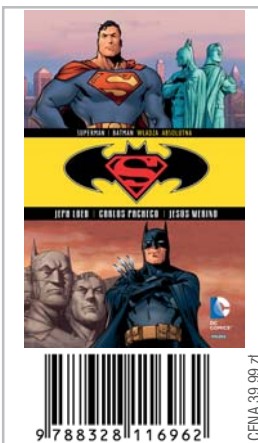 SUPERMAN | BATMAN WŁADZA ABSOLUTNA
JEPH LOEB | CARLOS PACHECO | JESUS MERINO
DC
COMICS
9 788328 116962
CENA 39,99 zł